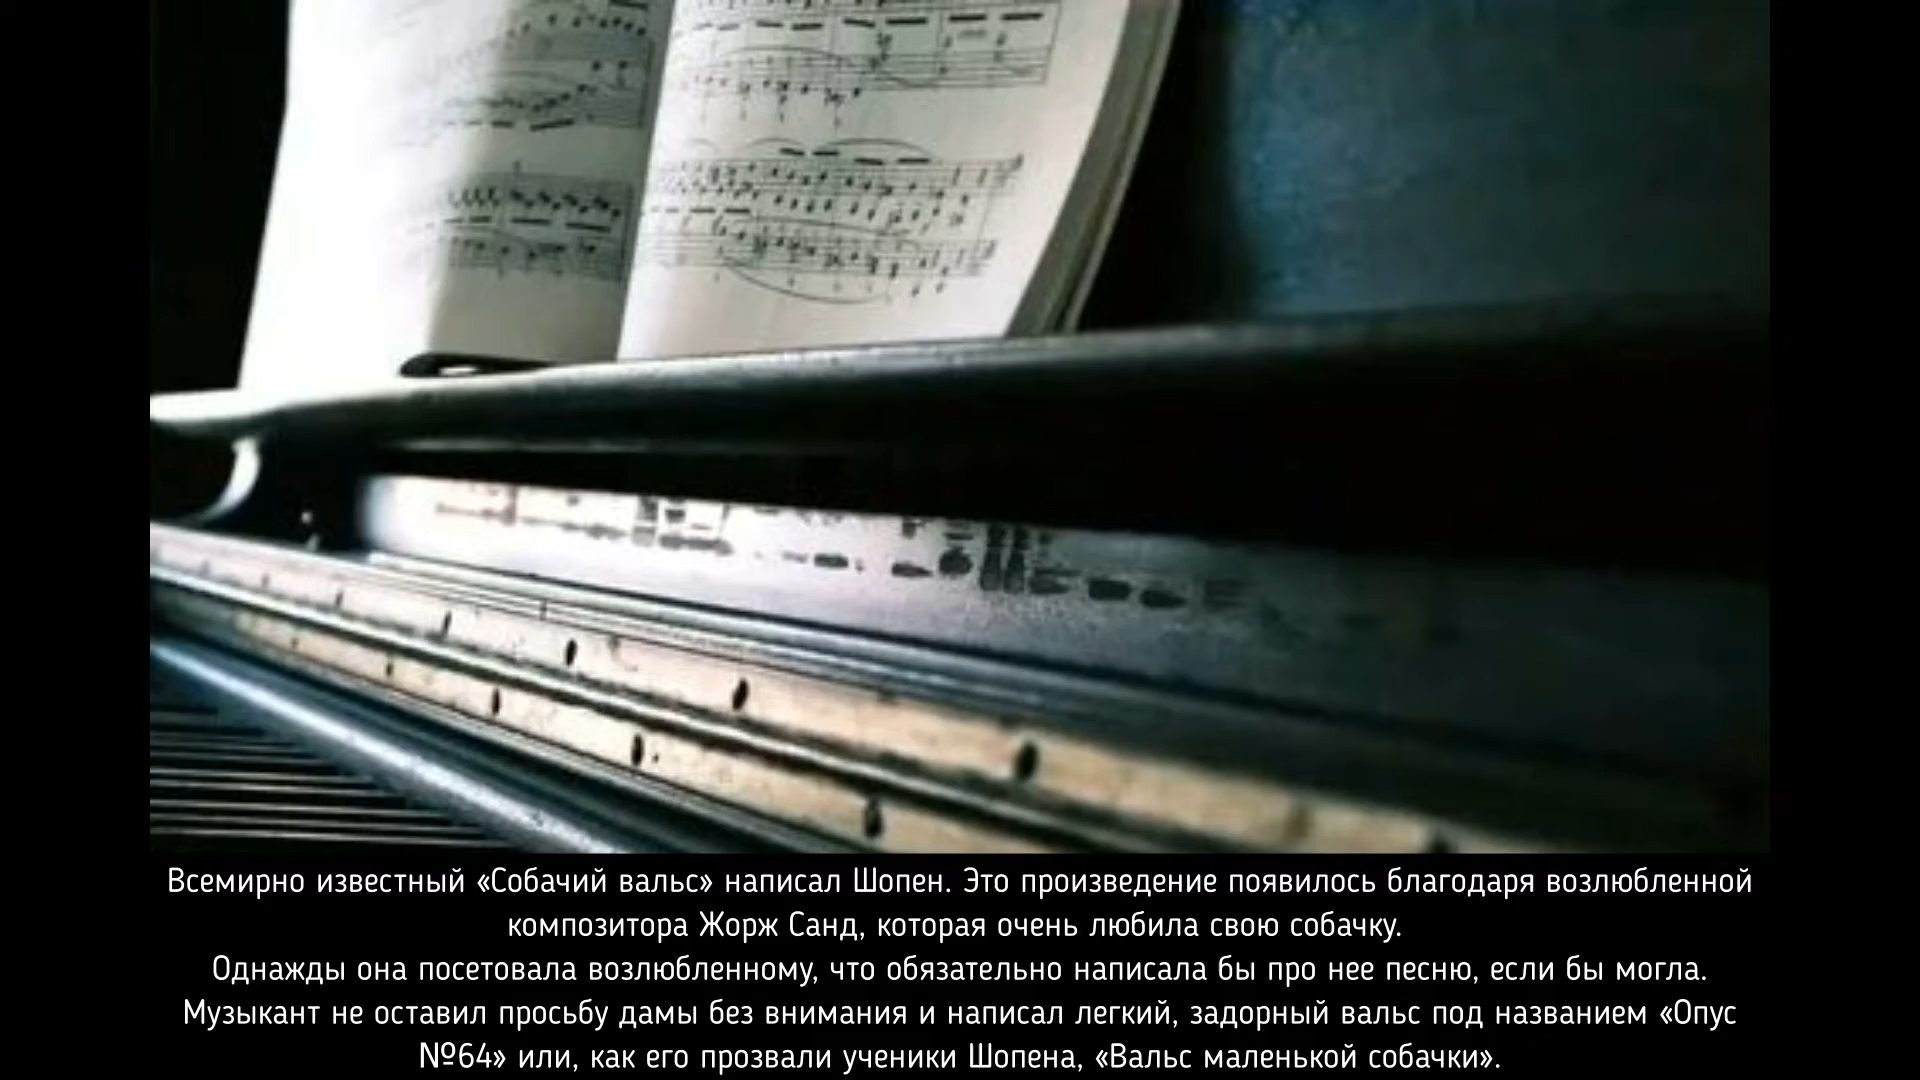 Всемирно известный «Собачий вальс» написал Шопен. Это произведение появилось благодаря возлюбленной
композитора Жорж Санд, которая очень любила свою собачку.
Однажды она посетовала возлюбленному, что обязательно написала бы про нее песню, если бы могла.
Музыкант не оставил просьбу дамы без внимания и написал легкий, задорный вальс под названием «Опус
№64» или, как его прозвали ученики Шопена, «Вальс маленькой собачки».